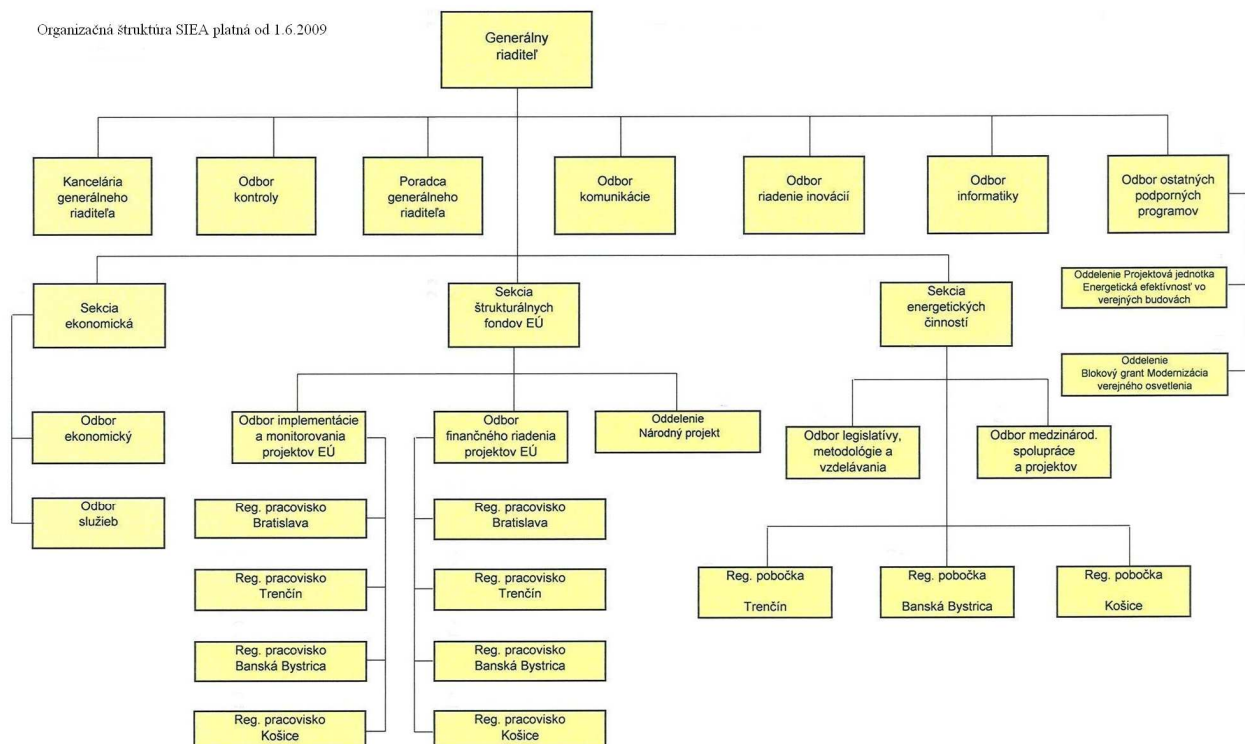 Organizačná štruktúra SIEA platná od 1.6.2009
Generálny
riaditeľ
Kancelária
generálneho
riaditeľa
Odbor
kontroly
Poradca
generálneho
riaditeľa
Odbor
komunikácie
Odbor
riadenie inovácií
Odbor
informatiky
Odbor ostatných
podporných
programov
Oddelenie Projektová jednotka
Energetická efektívnosť vo
verejných budovách
Oddelenie
Blokový grant Modernizácia
verejného osvetlenia
Sekcia
ekonomická
Sekcia
štrukturálnych
fondov EÚ
Sekcia
energetických
činností
Odbor
ekonomický
Odbor
služieb
Odbor implementácie
a monitorovania
projektov EÚ
Odbor
finančného riadenia
projektov EÚ
Oddelenie
Národný projekt
Odbor legislatívy,
metodológie a
vzdelávania
Odbor medzinárod.
spolupráce
a projektov
Reg. pracovisko
Bratislava
Reg. pracovisko
Trenčín
Reg. pracovisko
Banská Bystrica
Reg. pracovisko
Košice
Reg. pracovisko
Bratislava
Reg. pracovisko
Trenčín
Reg. pracovisko
Banská Bystrica
Reg. pracovisko
Košice
Reg. pobočka
Trenčín
Reg. pobočka
Banská Bystrica
Reg. pobočka
Košice